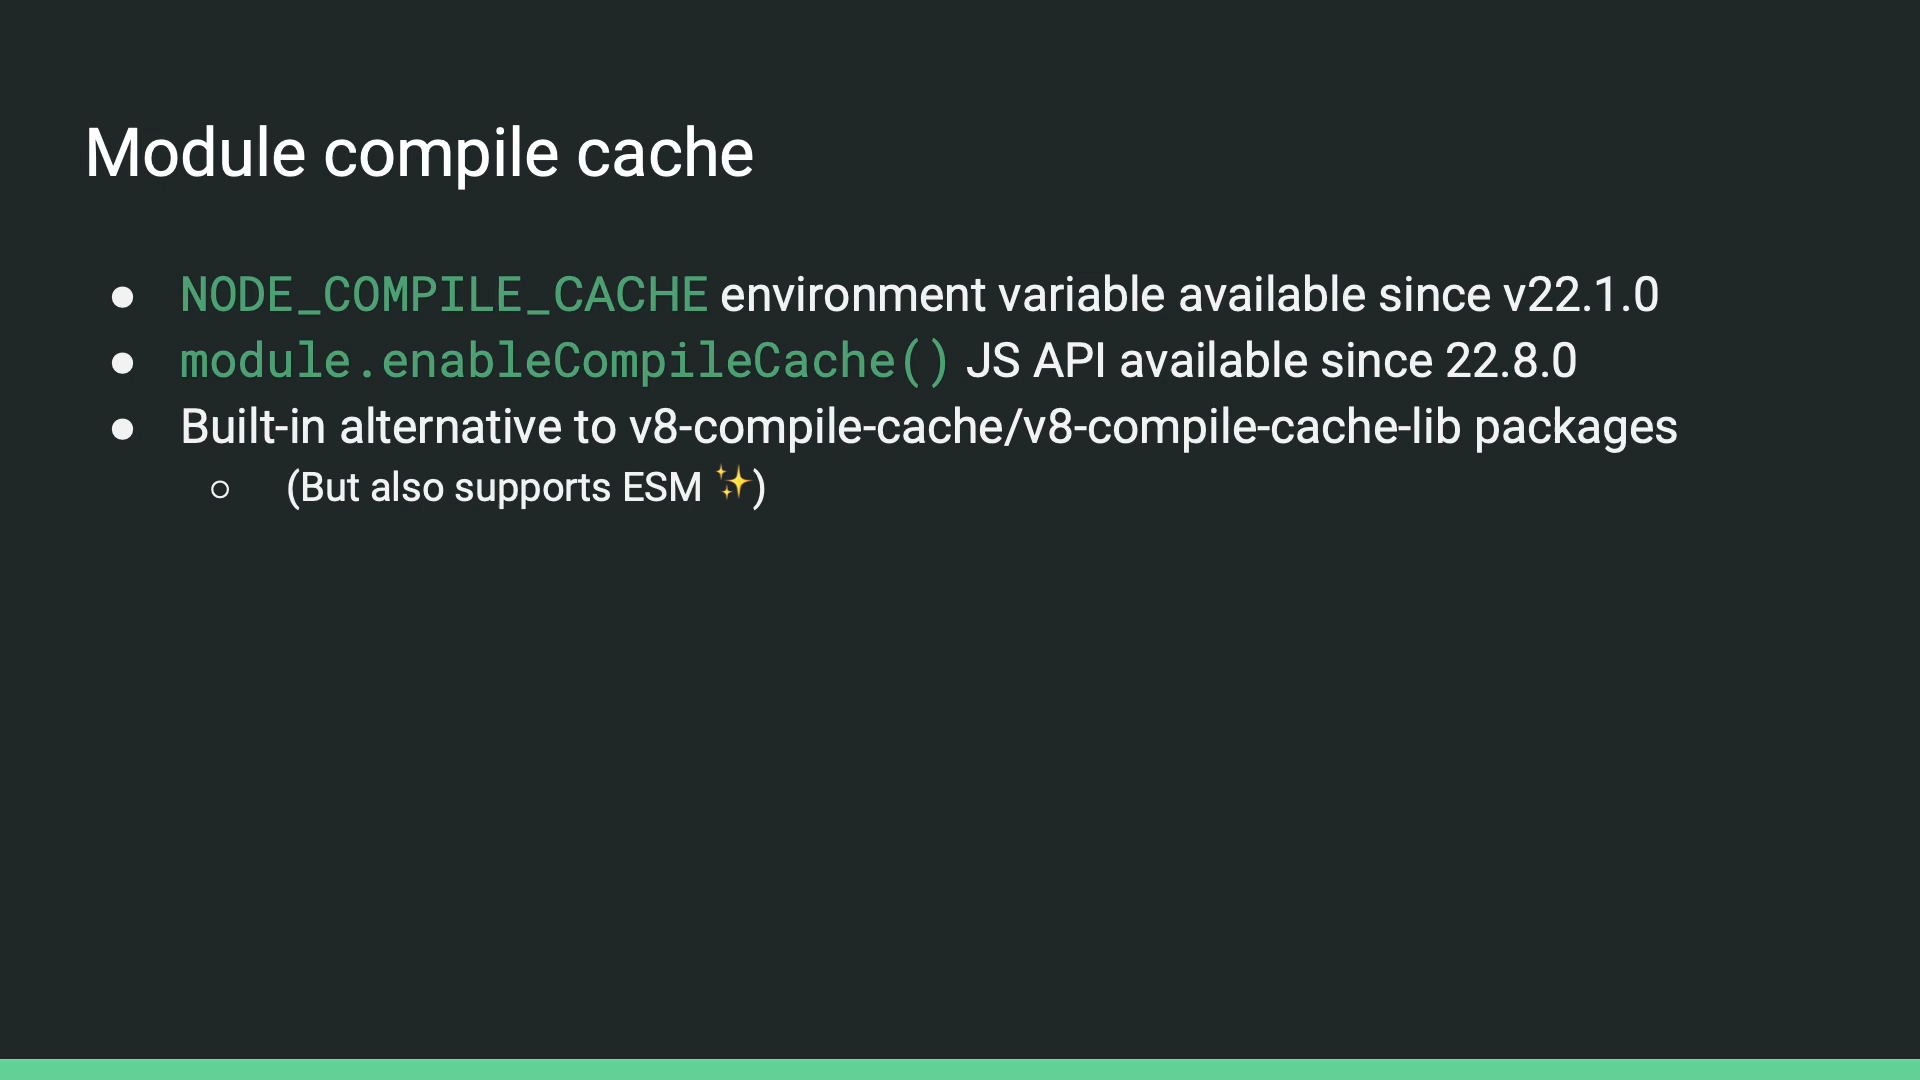 Module compile cache
● NODE_COMPILE_CACHE environment variable available since v22.1.0
● module.enableCompileCache() JS API available since 22.8.0
● Built-in alternative to v8-compile-cache/v8-compile-cache-lib packages
○ (But also supports ESM ✨)